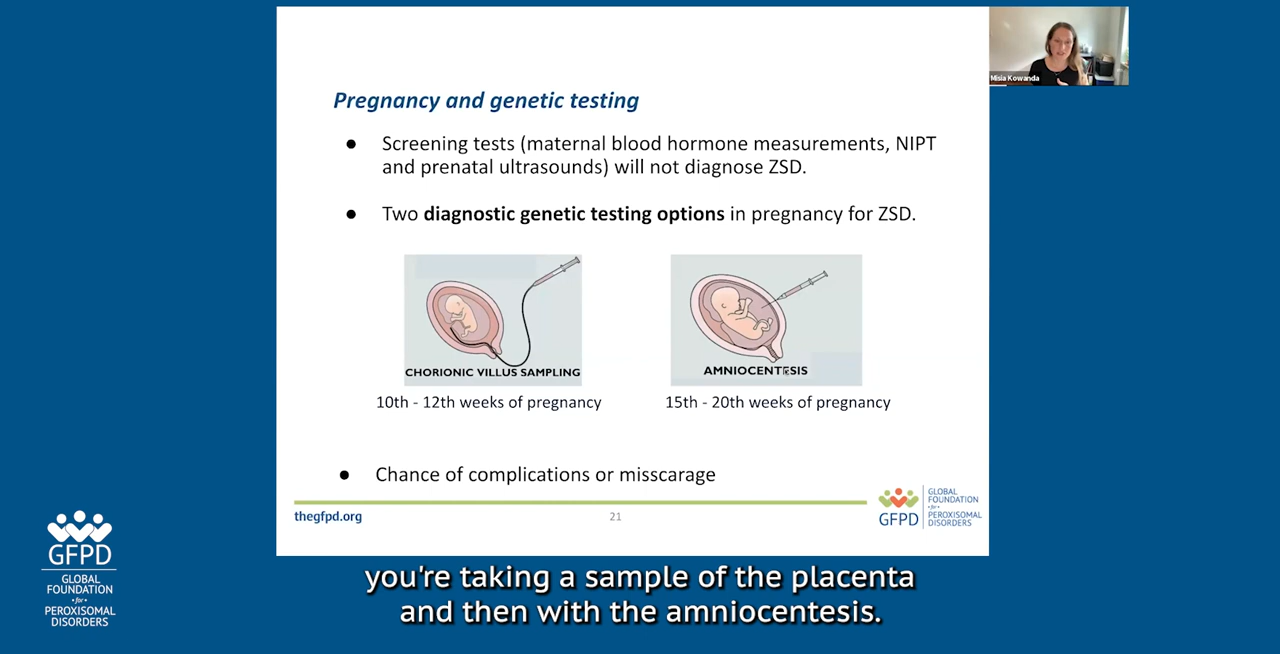 Misia Kowanda
Pregnancy and genetic testing
● Screening tests (maternal blood hormone measurements, NIPT
and prenatal ultrasounds) will not diagnose ZSD.
● Two diagnostic genetic testing options in pregnancy for ZSD.
CHORIONIC VILLUS SAMPLING
10th - 12th weeks of pregnancy
AMNIOCENTESIS
15th - 20th weeks of pregnancy
● Chance of complications or misscarage
thegfpd.org
21
GFPD
GLOBAL
FOUNDATION
•for•
PEROXISOMAL
DISORDERS
GFPD
GLOBAL
FOUNDATION
•for•
PEROXISOMAL
DISORDERS
you're taking a sample of the placenta
and then with the amniocentesis.